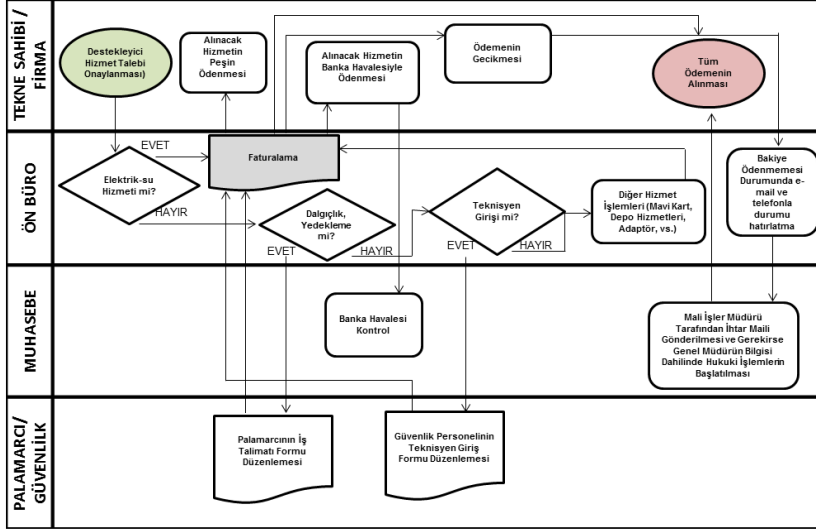 TEKNE SAHİBİ /
FİRMA
Destekleyici
Hizmet Talebi
Onaylanması)
Alınacak
Hizmetin
Peşin
Ödenmesi
Alınacak Hizmetin
Banka Havalesiyle
Ödenmesi
Ödemenin
Gecikmesi
Tüm
Ödemenin
Alınması
ÖN BÜRO
Elektrik-su
Hizmeti mi?
EVET
HAYIR
Faturalama
Dalgıçlık,
Yedekleme
mi?
EVET
HAYIR
Teknisyen
Girişi mi?
EVET
HAYIR
Diğer Hizmet
İşlemleri (Mavi Kart,
Depo Hizmetleri,
Adaptör, vs.)
Bakiye
Ödenmemesi
Durumunda e-
mail ve
telefonla
durumu
hatırlatma
MUHASEBE
Banka Havalesi
Kontrol
Mali İşler Müdürü
Tarafından İhtar Maili
Gönderilmesi ve Gerekirse
Genel Müdürün Bilgisi
Dahilinde Hukuki İşlemlerin
Başlatılması
PALAMARCI/
GÜVENLİLK
Palamarcının İş
Talimatı Formu
Düzenlemesi
Güvenlik Personelinin
Teknisyen Giriş
Formu Düzenlemesi